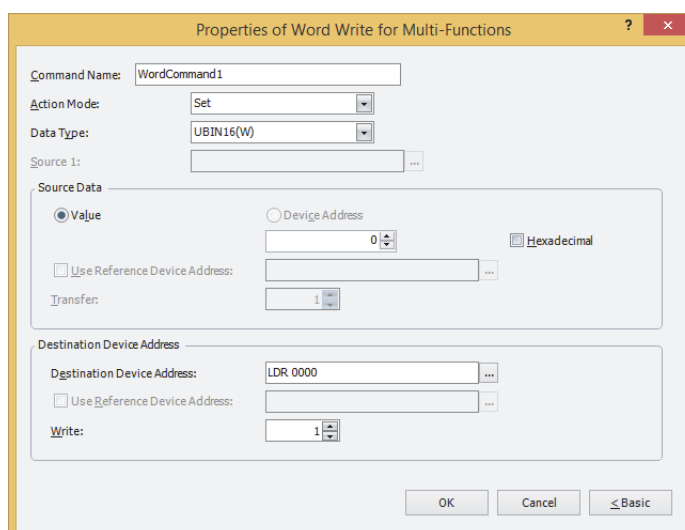 Properties of Word Write for Multi-Functions ? ×
Command Name: WordCommand1
Action Mode: Set
Data Type: UBIN16(W)
Source 1: ...
Source Data
Value Device Address
0 Hexadecimal
Use Reference Device Address: ...
Transfer: 1
Destination Device Address
Destination Device Address: LDR 0000 ...
Use Reference Device Address: ...
Write: 1
OK Cancel < Basic